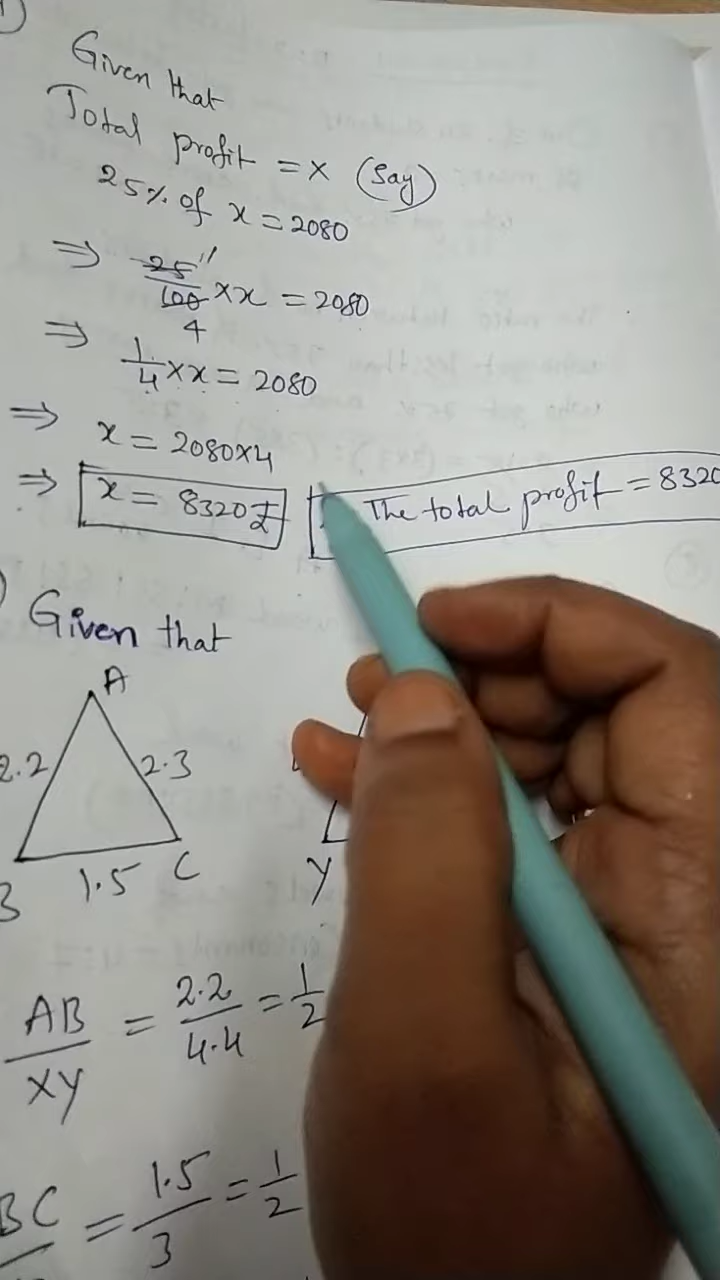 Given that
Total profit = x (Say)
25% of x = 2080
⇒ 25/100 × x = 2080
1
4
⇒ 1/4 × x = 2080
⇒ x = 2080×4
⇒ x = 8320 ₹
The total profit = 8320
Given that
A
2.2
2.3
1.5
C
Y
AB/XY = 2.2/4.4 = 1/2
BC = 1.5/3 = 1/2